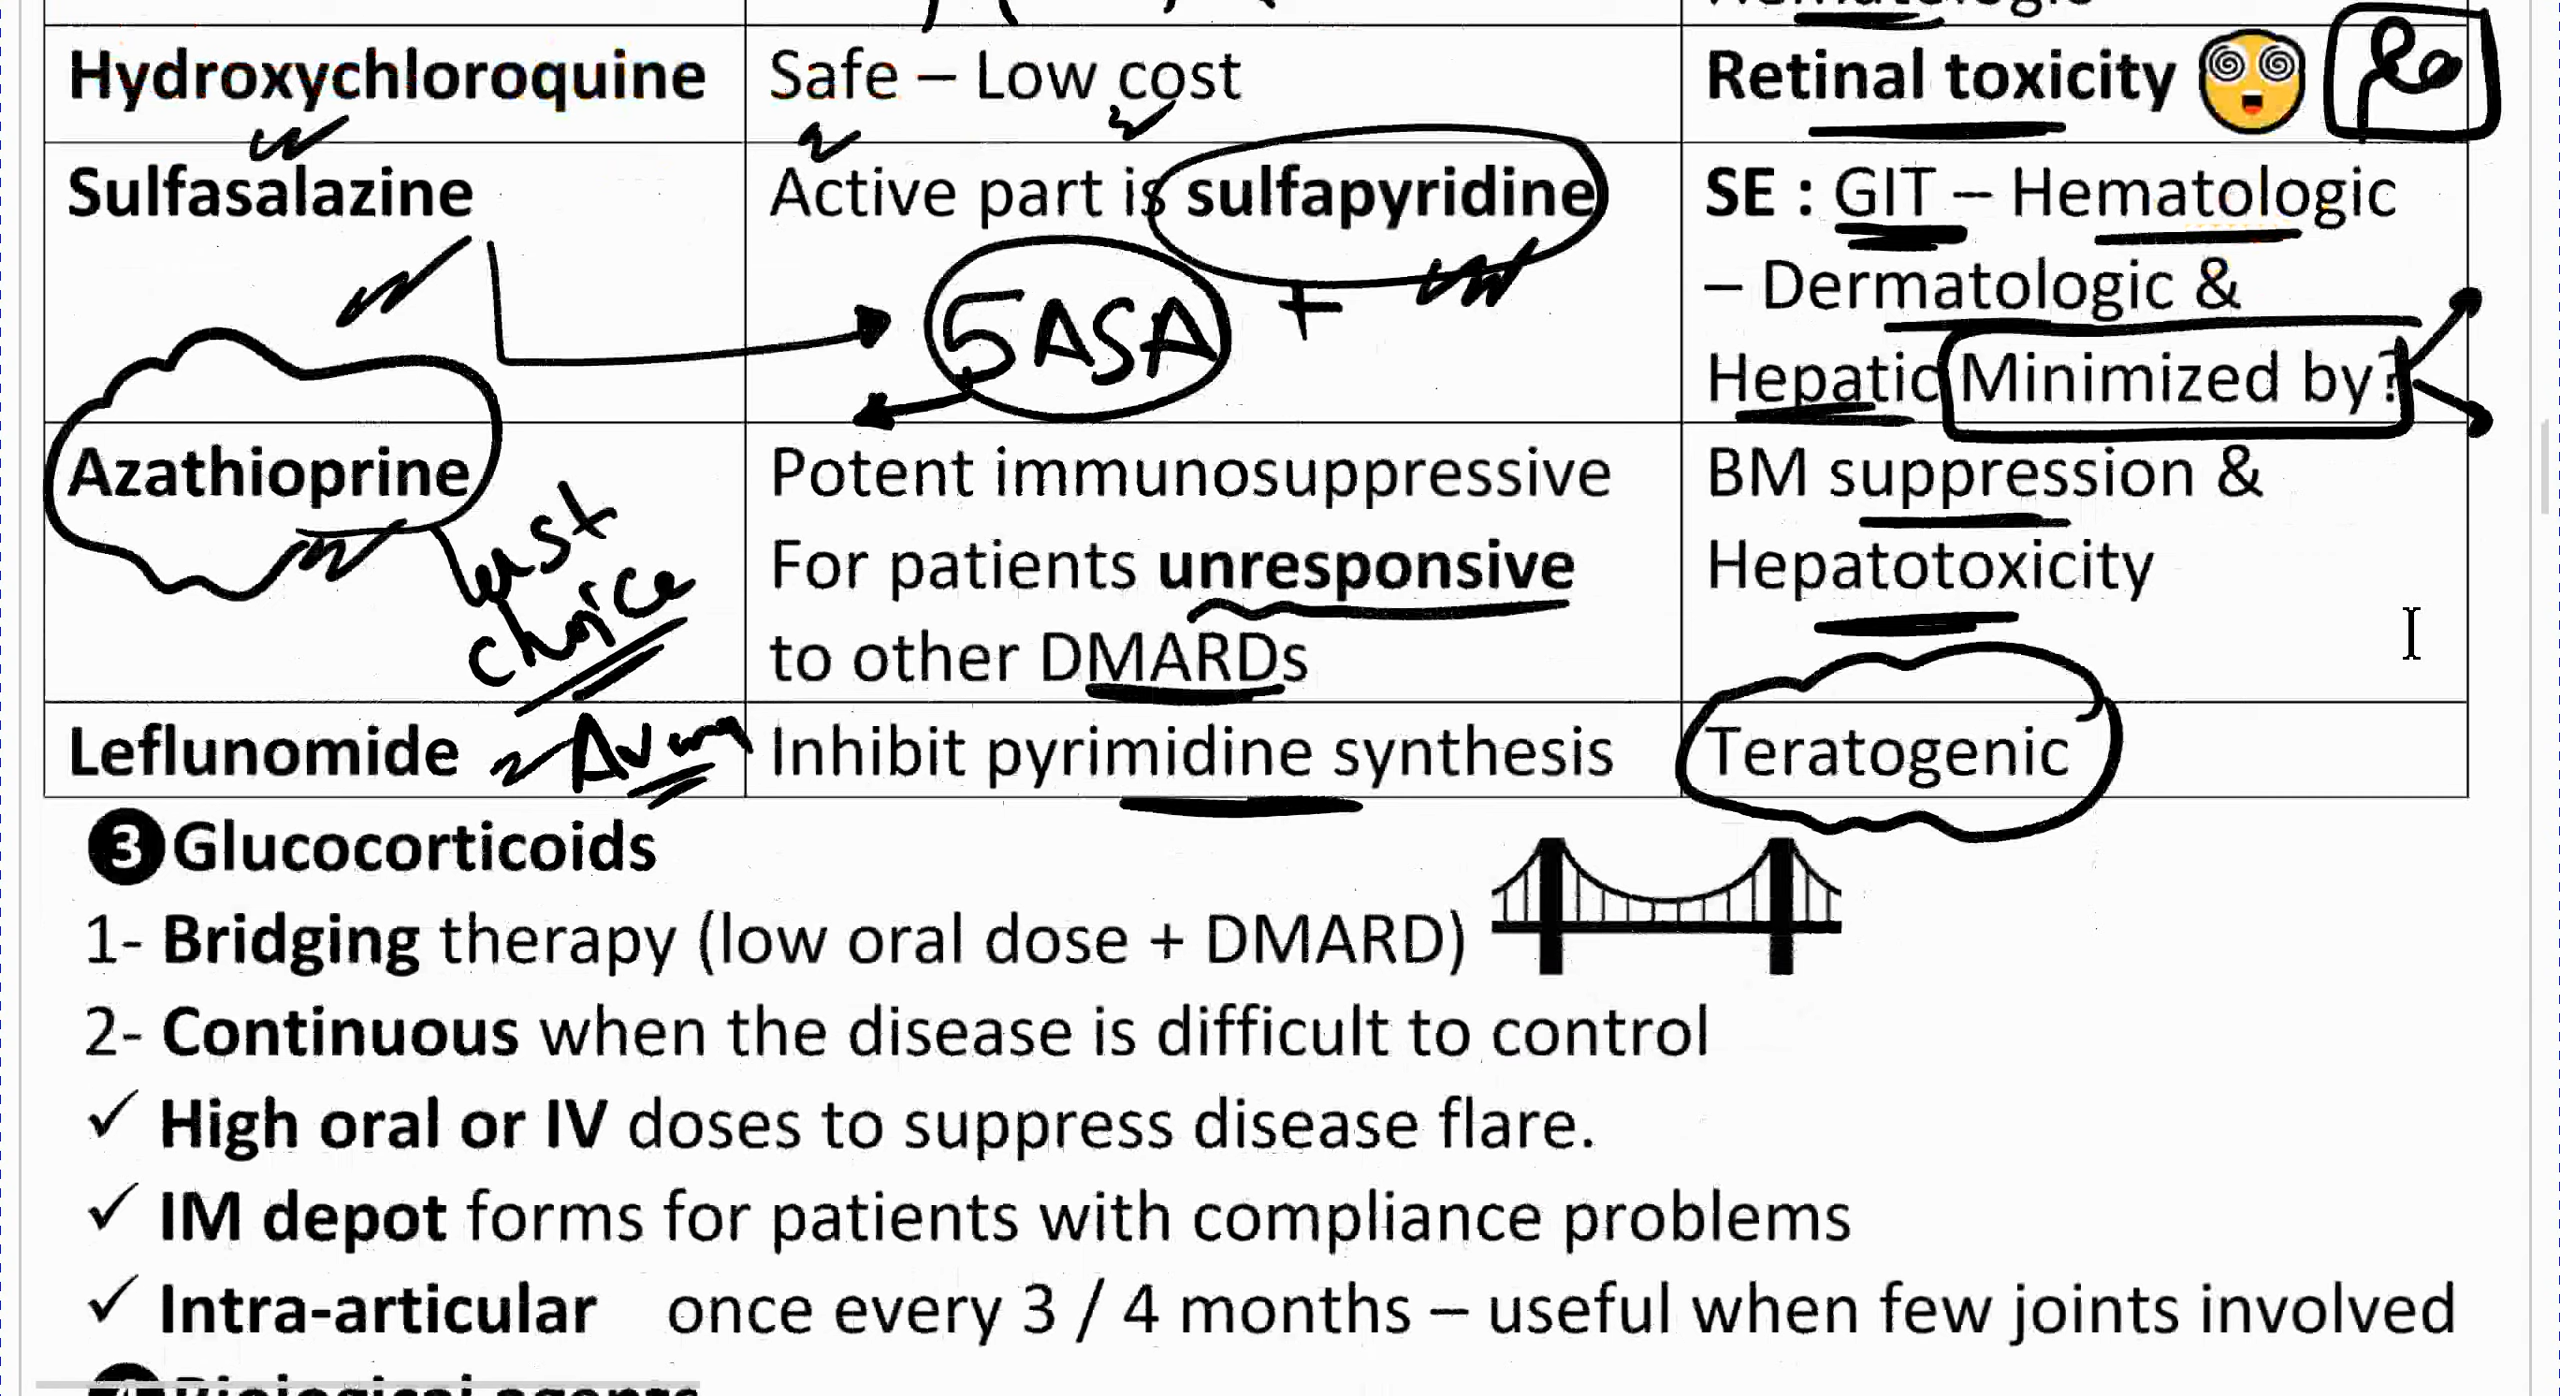 Hydroxychloroquine
Safe – Low cost
Retinal toxicity
Sulfasalazine
Active part is sulfapyridine
5ASA +
SE : GIT – Hematologic
– Dermatologic &
Hepatic Minimized by?
Azathioprine
last
choice
Potent immunosuppressive
For patients unresponsive
to other DMARDs
BM suppression &
Hepatotoxicity
Leflunomide
Inhibit pyrimidine synthesis
Teratogenic
3 Glucocorticoids
1- Bridging therapy (low oral dose + DMARD)
2- Continuous when the disease is difficult to control
✓ High oral or IV doses to suppress disease flare.
✓ IM depot forms for patients with compliance problems
✓ Intra-articular once every 3 / 4 months – useful when few joints involved
Biological agents